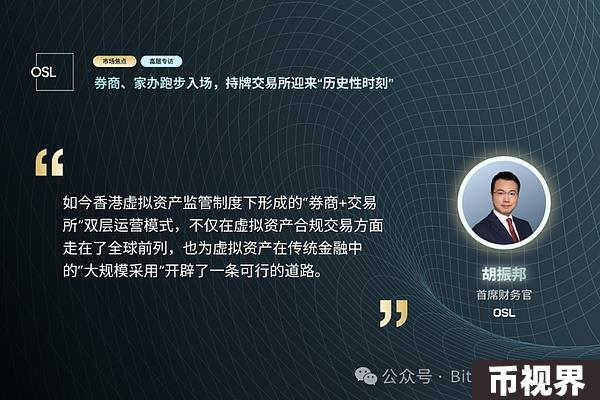 OSL
市场焦点 高层专访
券商、家办跑步入场，持牌交易所迎来“历史性时刻”
如今香港虚拟资产监管制度下形成的“券商+交易
所”双层运营模式，不仅在虚拟资产合规交易方面
走在了全球前列，也为虚拟资产在传统金融中
的“大规模采用”开辟了一条可行的道路。
胡振邦
首席财务官
OSL
公众号 · Bit
币视界